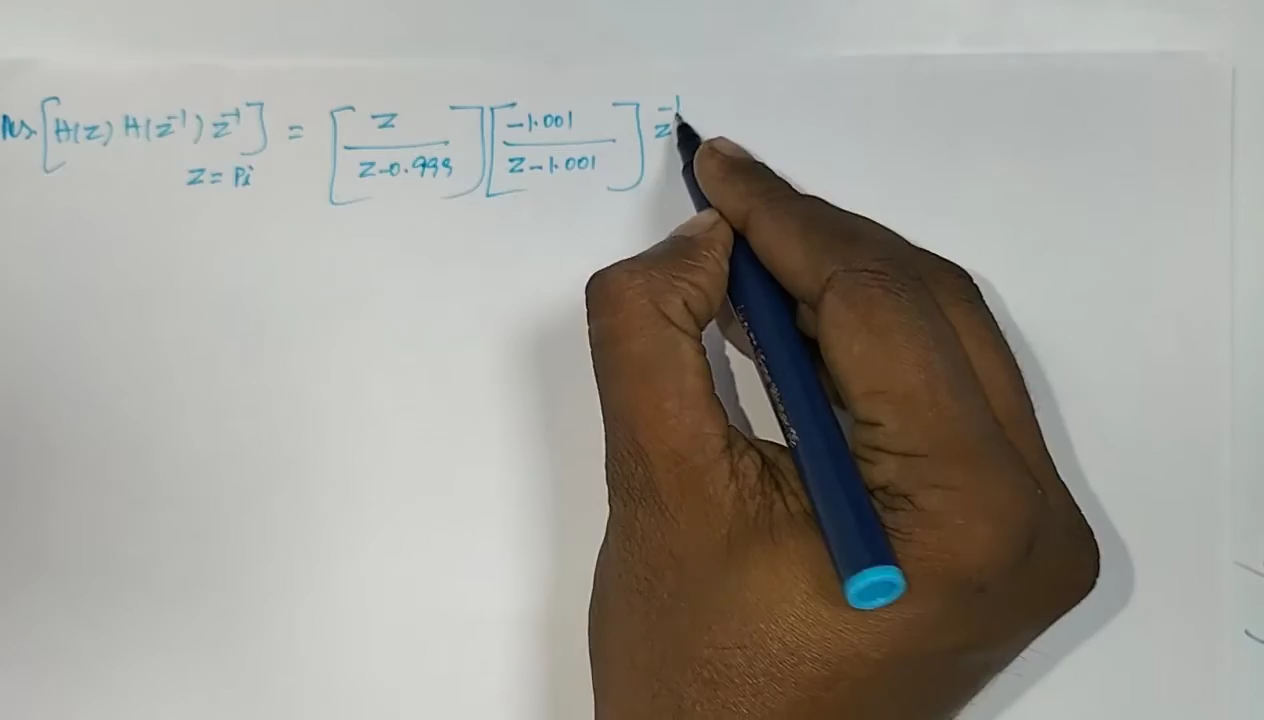 Res [H(z) H(z⁻¹) z⁻¹] = [z / z-0.999] [-1.001 / z-1.001] z⁻¹
z = Pi